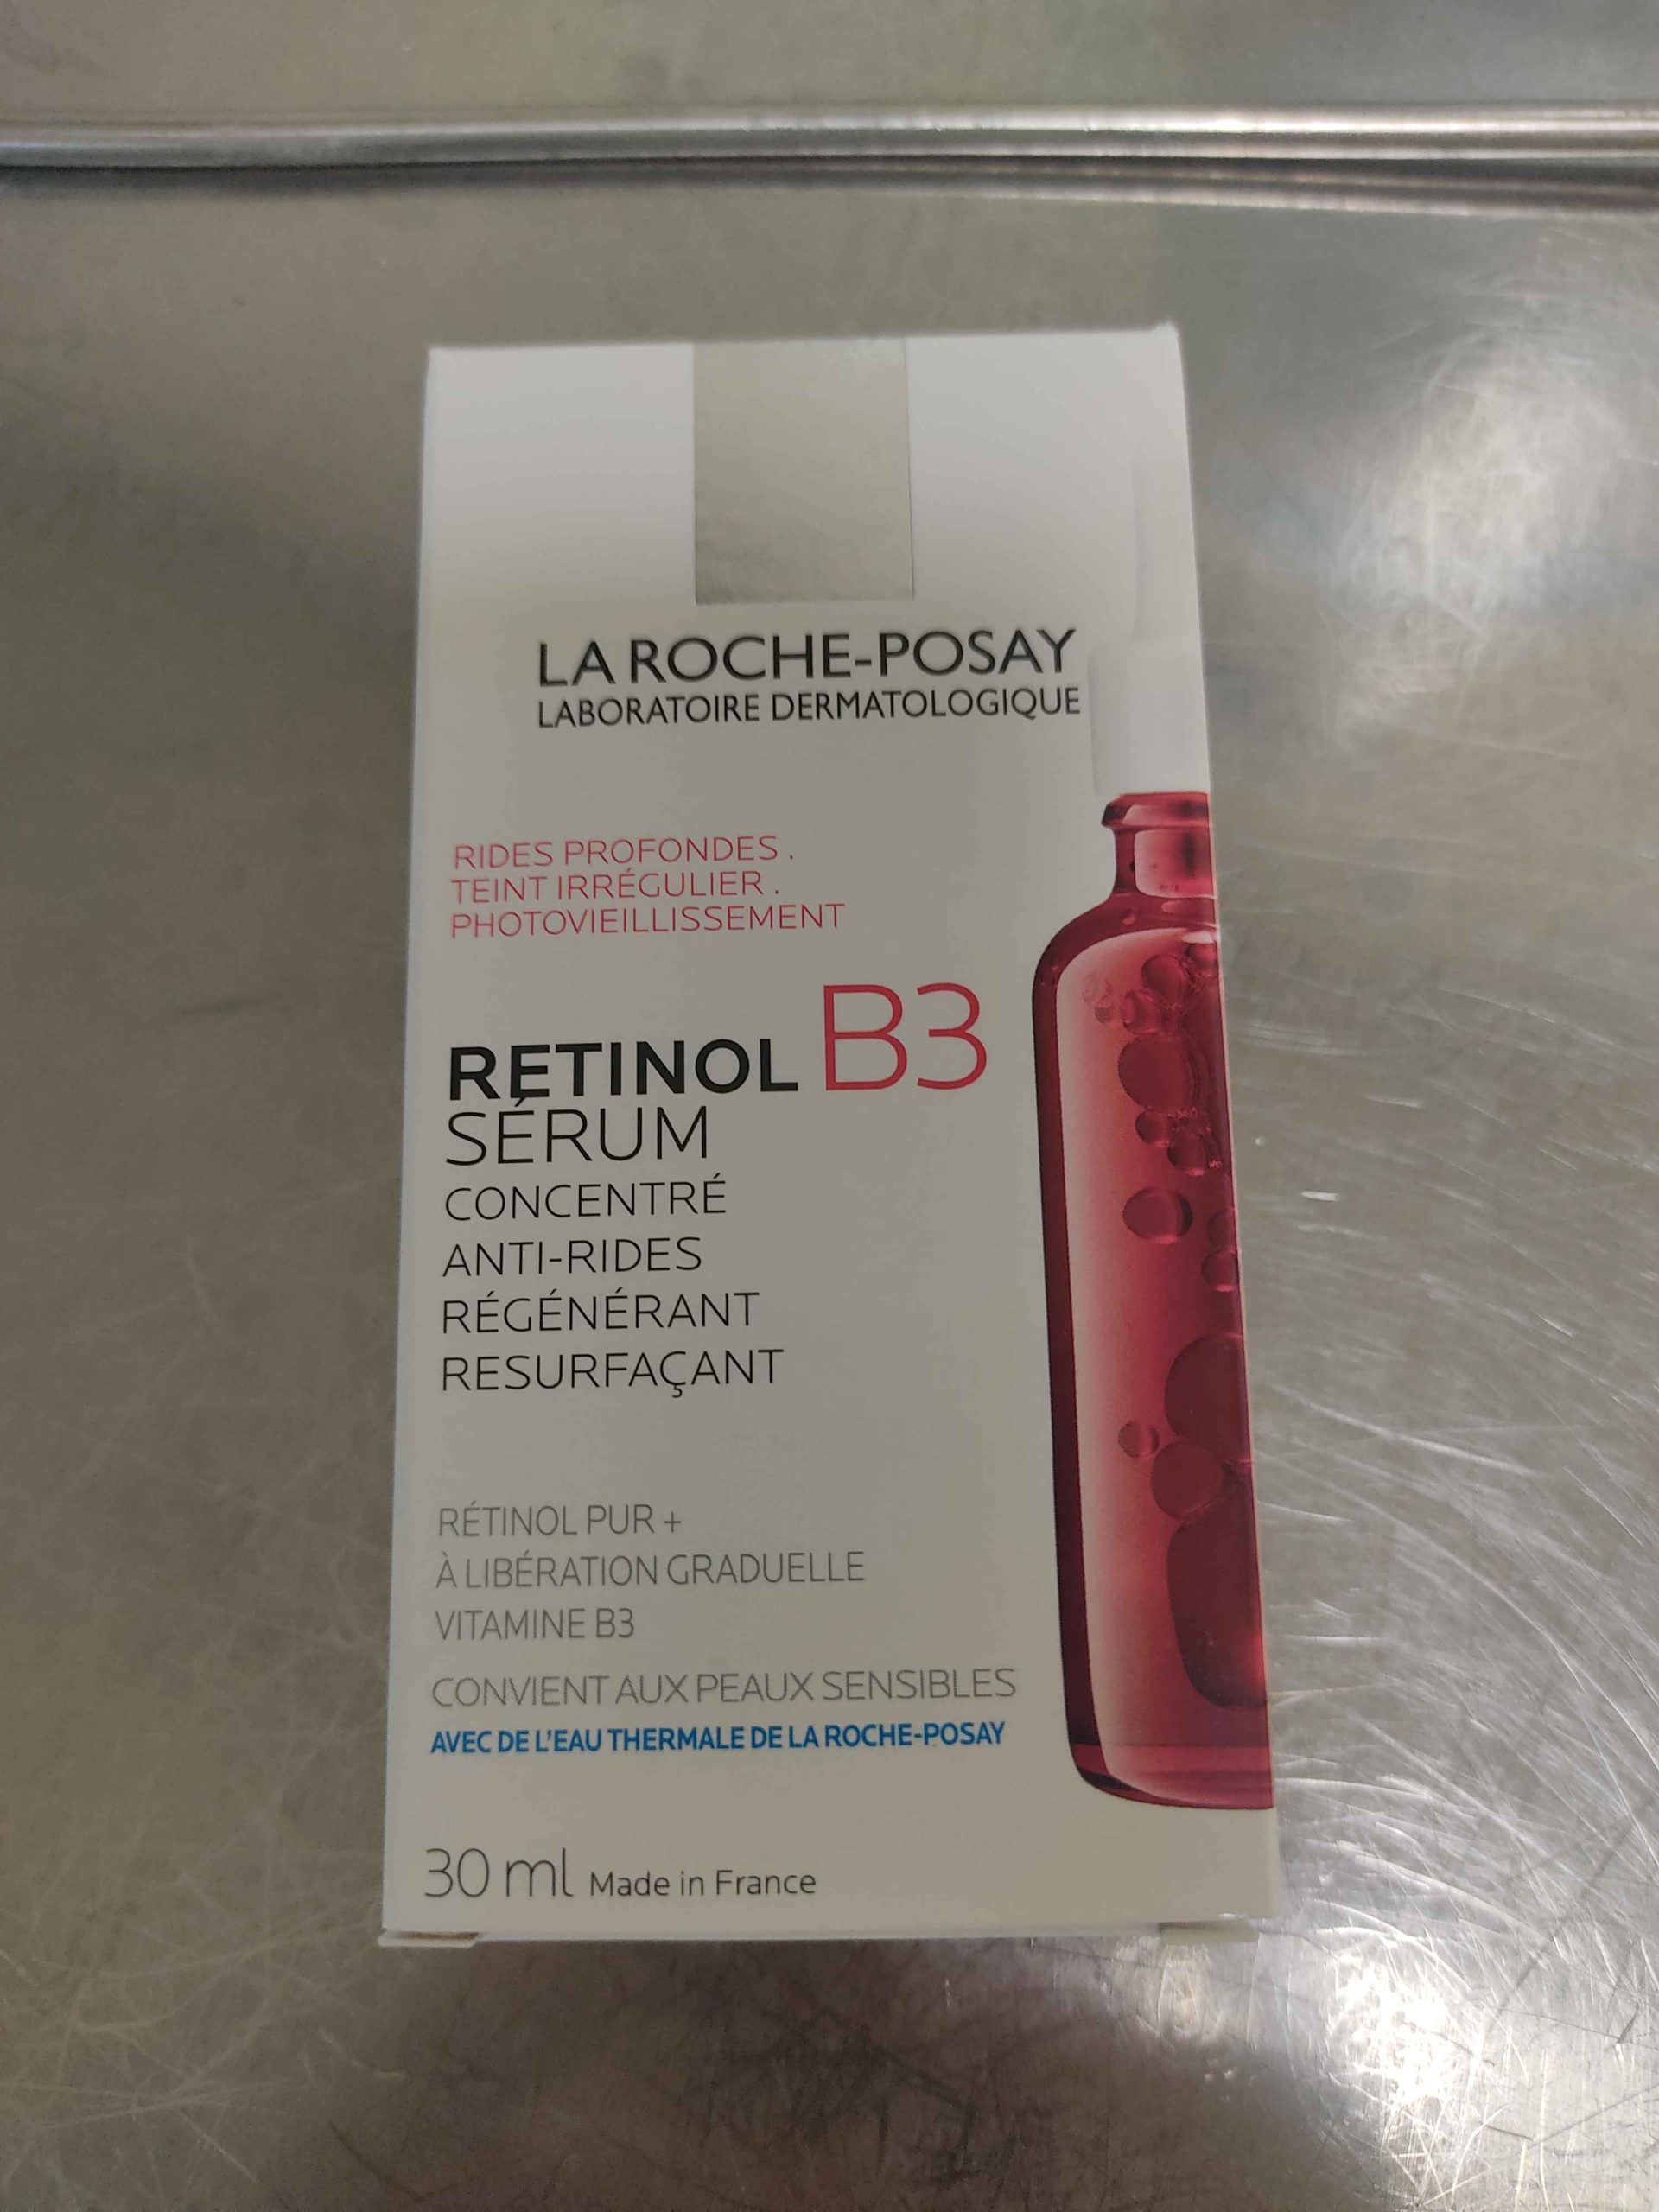 LA ROCHE-POSAY
LABORATOIRE DERMATOLOGIQUE
RIDES PROFONDES .
TEINT IRRÉGULIER .
PHOTOVIEILLISSEMENT
RETINOL B3
SÉRUM
CONCENTRÉ
ANTI-RIDES
RÉGÉNÉRANT
RESURFAÇANT
RÉTINOL PUR +
À LIBÉRATION GRADUELLE
VITAMINE B3
CONVIENT AUX PEAUX SENSIBLES
AVEC DE L'EAU THERMALE DE LA ROCHE-POSAY
30 ml Made in France